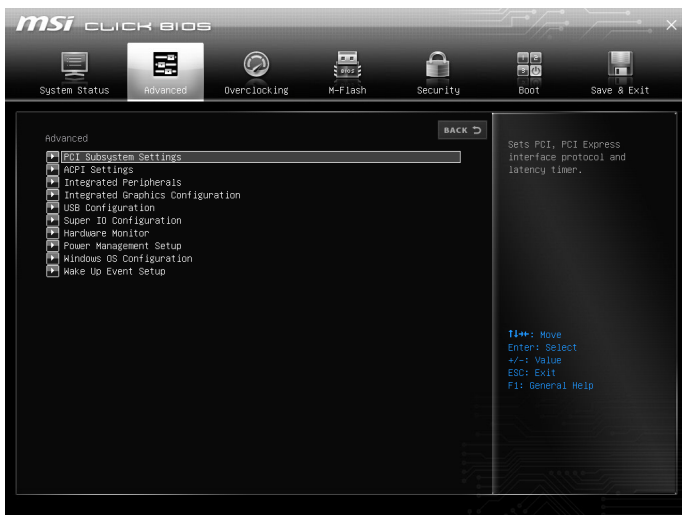 msi CLICK BIOS
System Status
Advanced
Overclocking
M-Flash
Security
Boot
Save & Exit
Advanced
BACK
PCI Subsystem Settings
ACPI Settings
Integrated Peripherals
Integrated Graphics Configuration
USB Configuration
Super IO Configuration
Hardware Monitor
Power Management Setup
Windows OS Configuration
Wake Up Event Setup
Sets PCI, PCI Express
interface protocol and
latency timer.
↑↓→←: Move
Enter: Select
+/-: Value
ESC: Exit
F1: General Help